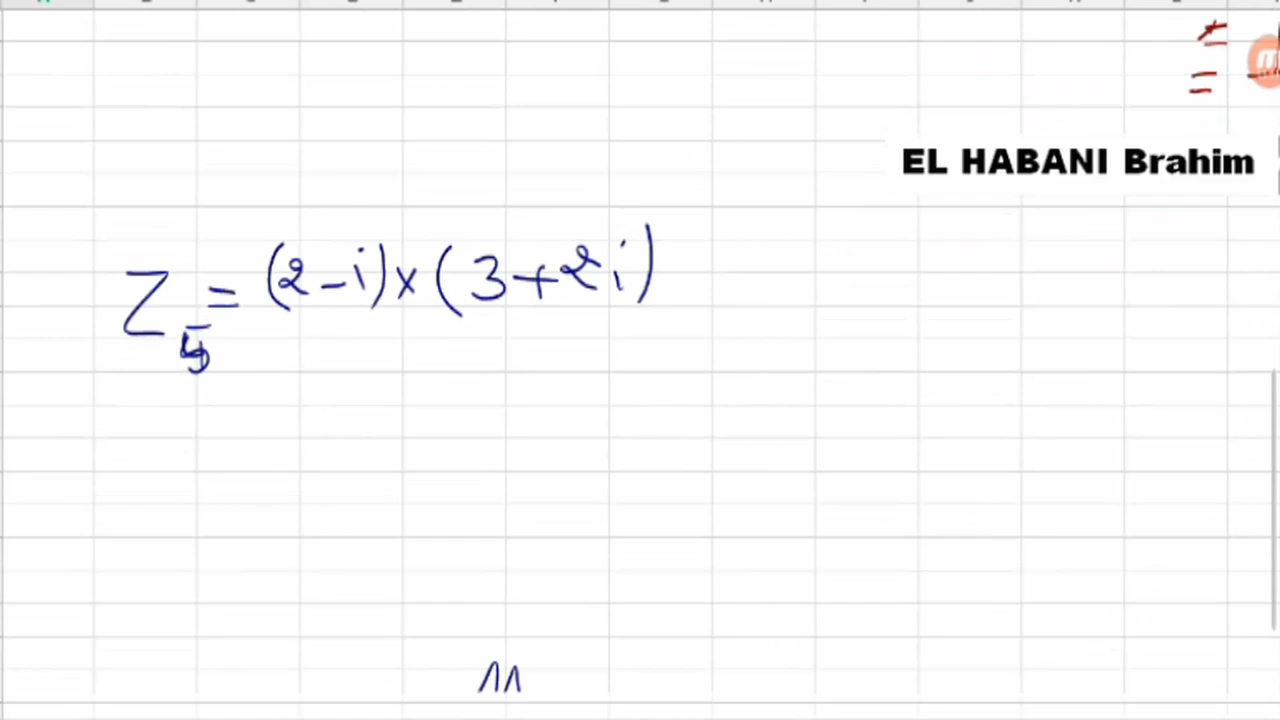 EL HABANI Brahim
Z₅ = (2-i)×(3+2i)